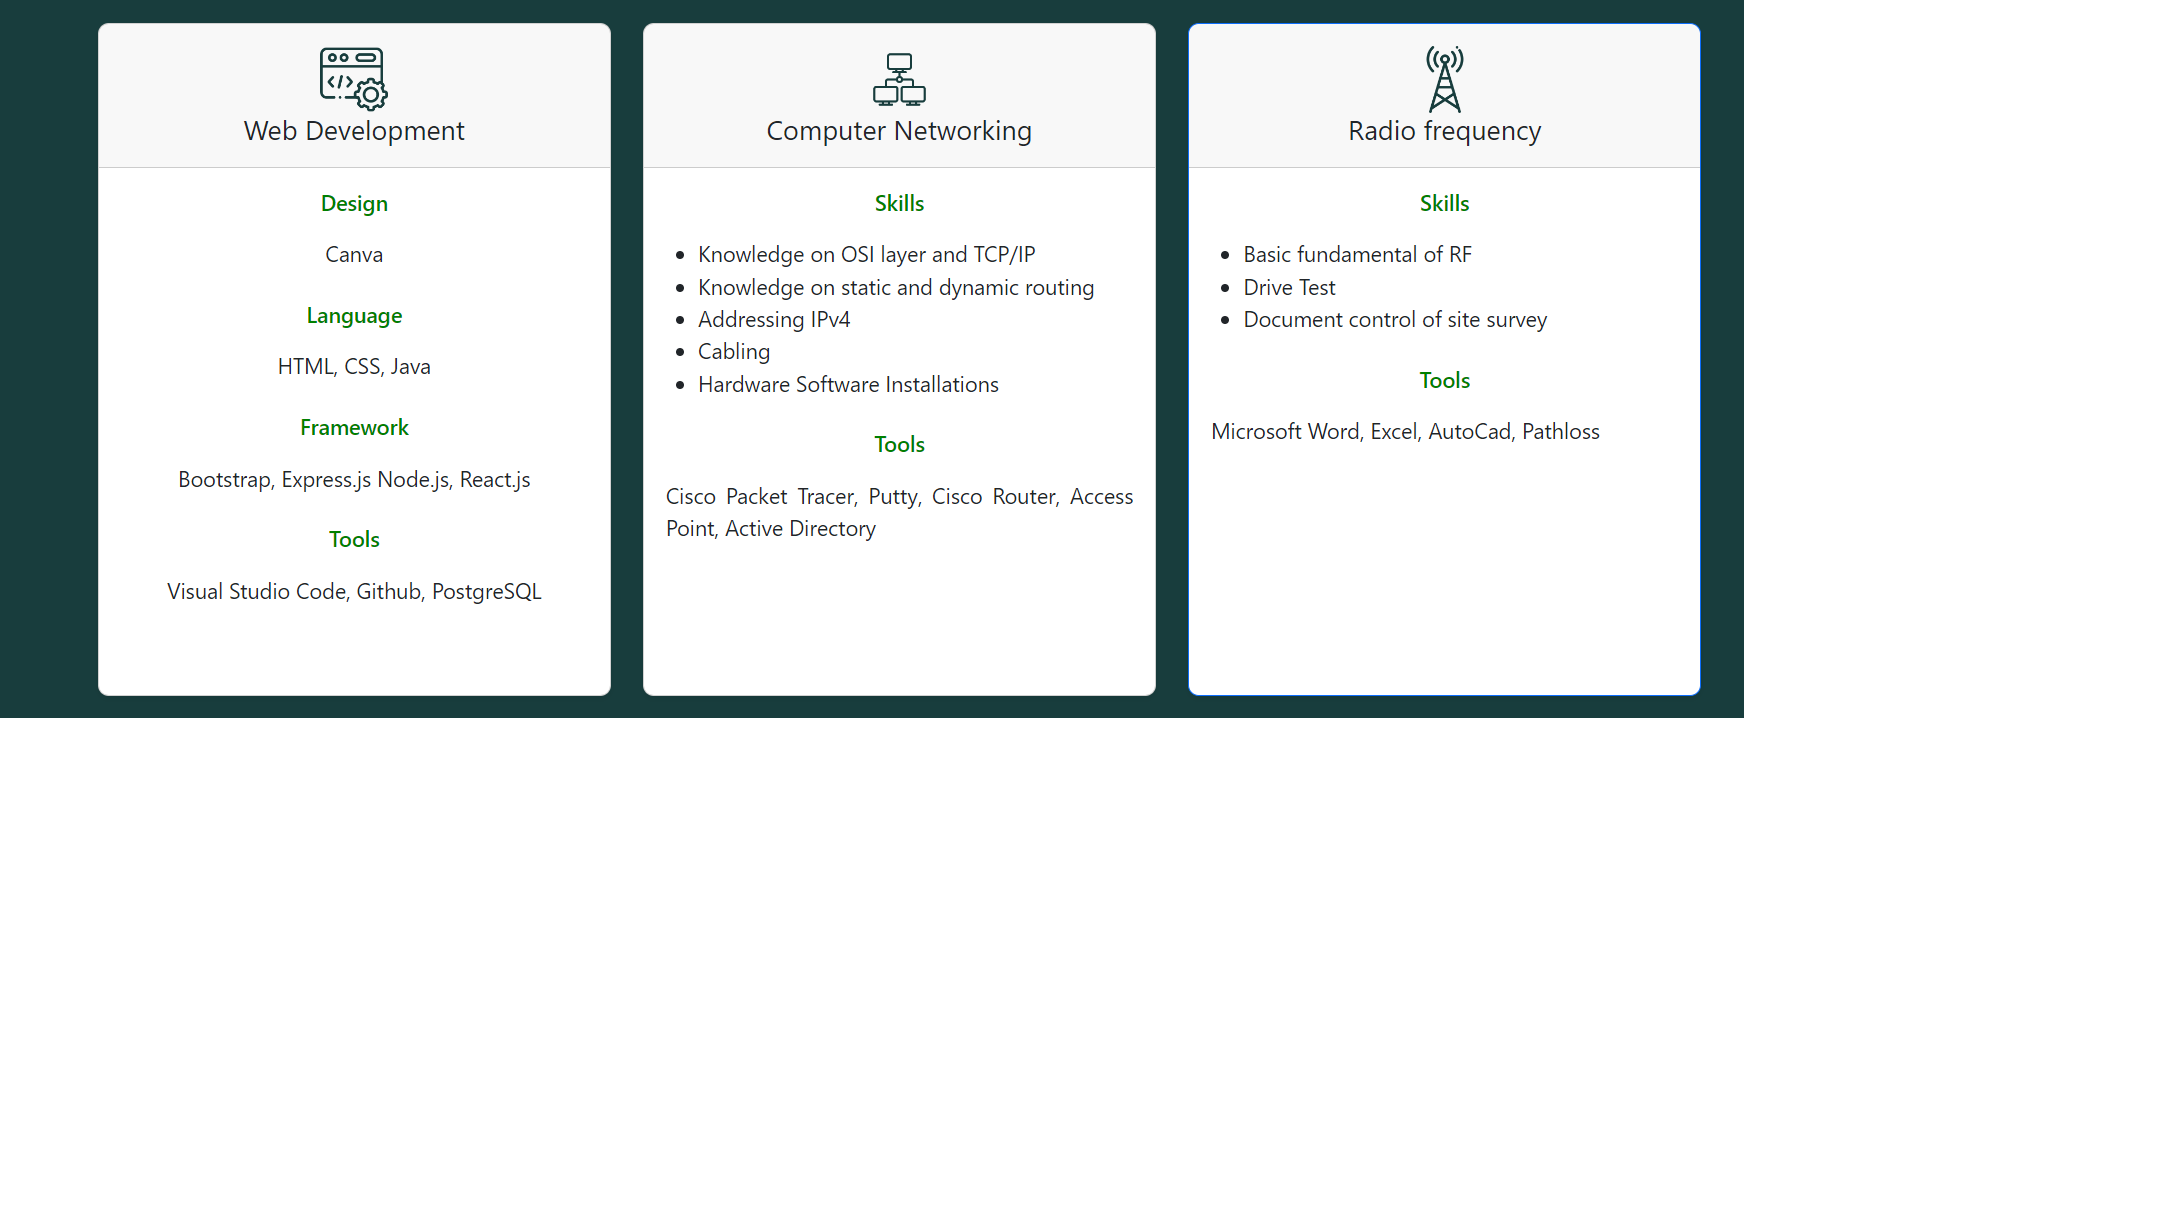 Web Development
Design
Canva
Language
HTML, CSS, Java
Framework
Bootstrap, Express.js Node.js, React.js
Tools
Visual Studio Code, Github, PostgreSQL
Computer Networking
Skills
Knowledge on OSI layer and TCP/IP
Knowledge on static and dynamic routing
Addressing IPv4
Cabling
Hardware Software Installations
Tools
Cisco Packet Tracer, Putty, Cisco Router, Access
Point, Active Directory
Radio frequency
Skills
Basic fundamental of RF
Drive Test
Document control of site survey
Tools
Microsoft Word, Excel, AutoCad, Pathloss